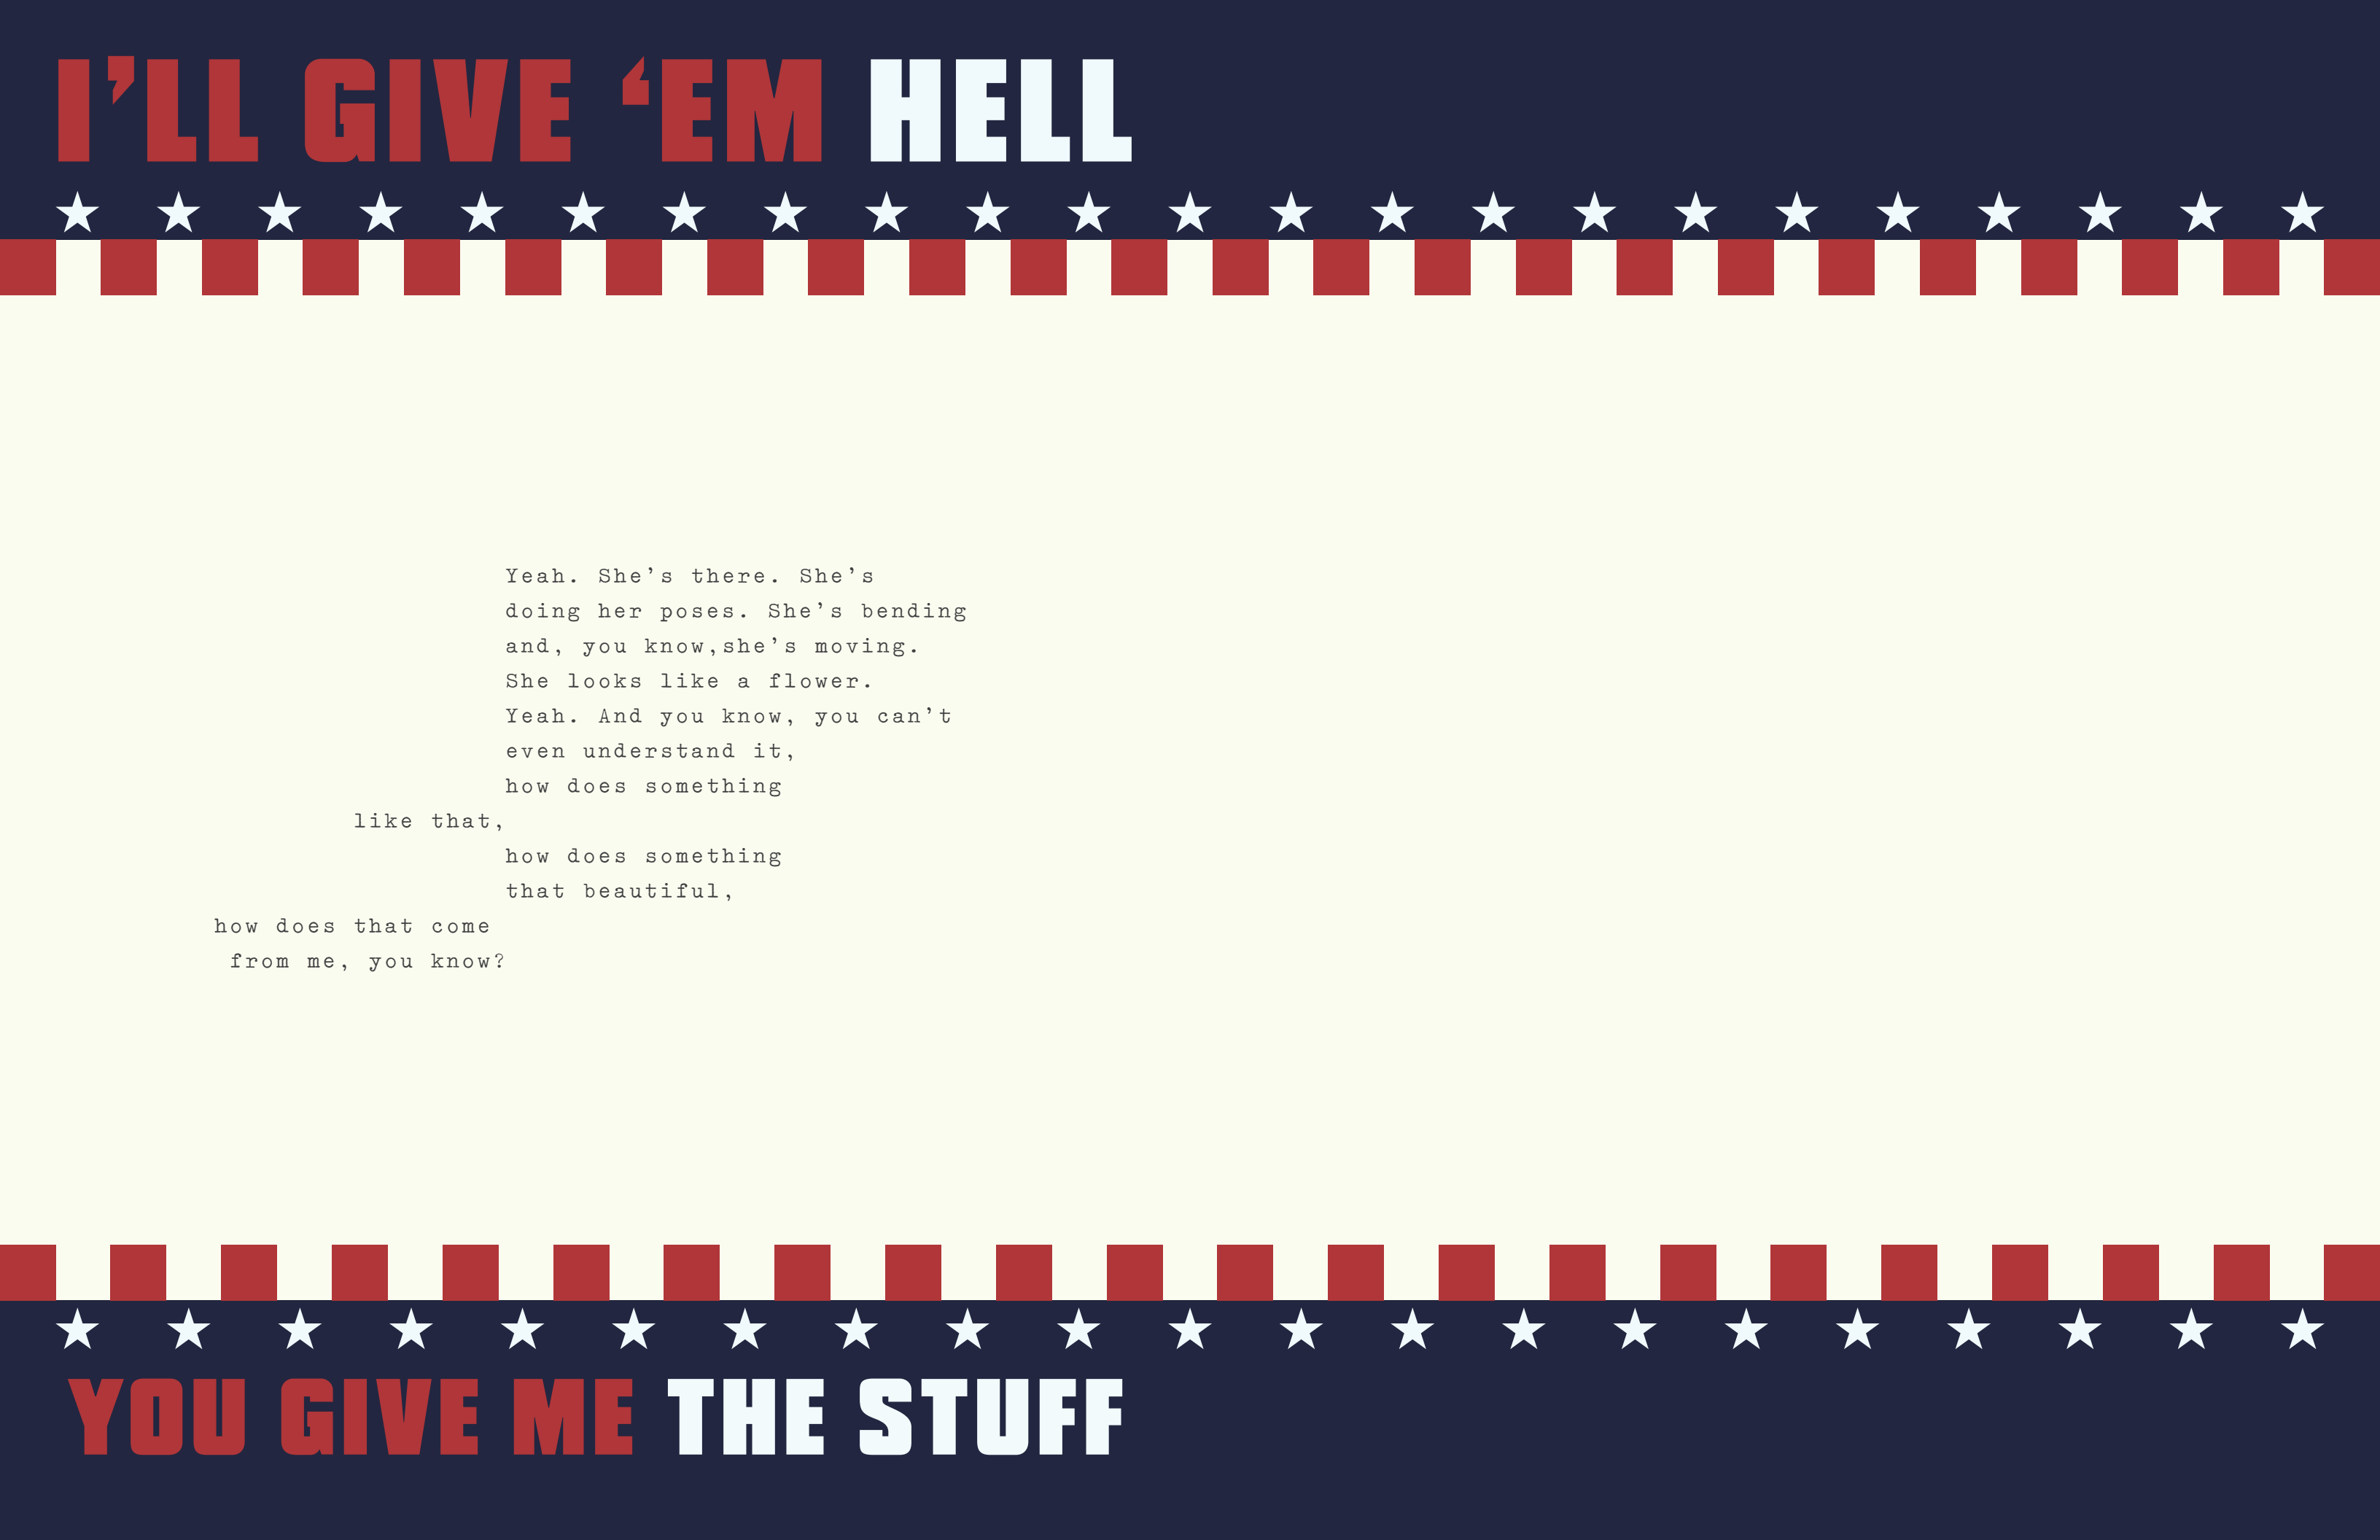 I’LL GIVE ‘EM HELL
Yeah. She’s there. She’s
doing her poses. She’s bending
and, you know,she’s moving.
She looks like a flower.
Yeah. And you know, you can’t
even understand it,
how does something
like that,
how does something
that beautiful,
how does that come
from me, you know?
YOU GIVE ME THE STUFF